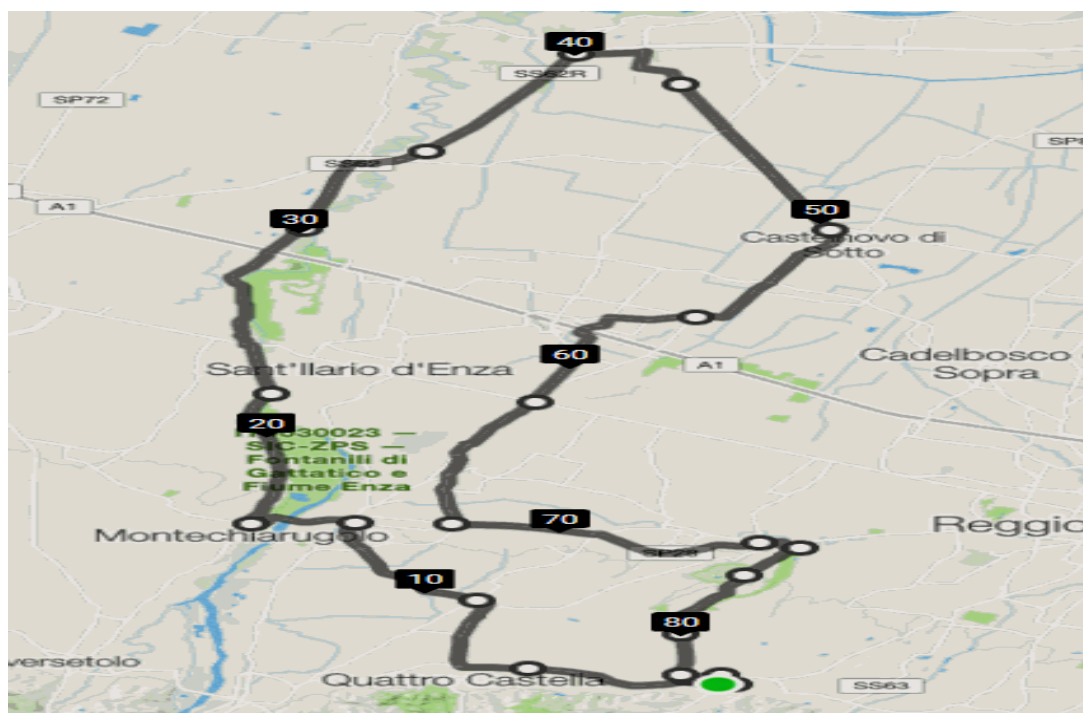 40
SS62R
SP72
SS62
A1
30
50
Castelnovo di
Sotto
60
A1
Cadelbosco
Sopra
Sant'Ilario d'Enza
20
SIC-ZPS —
Fontanili di
Gattatico e
Fiume Enza
Montechiarugolo
70
SP28
Reggio
10
80
versetolo
Quattro Castella
SS63